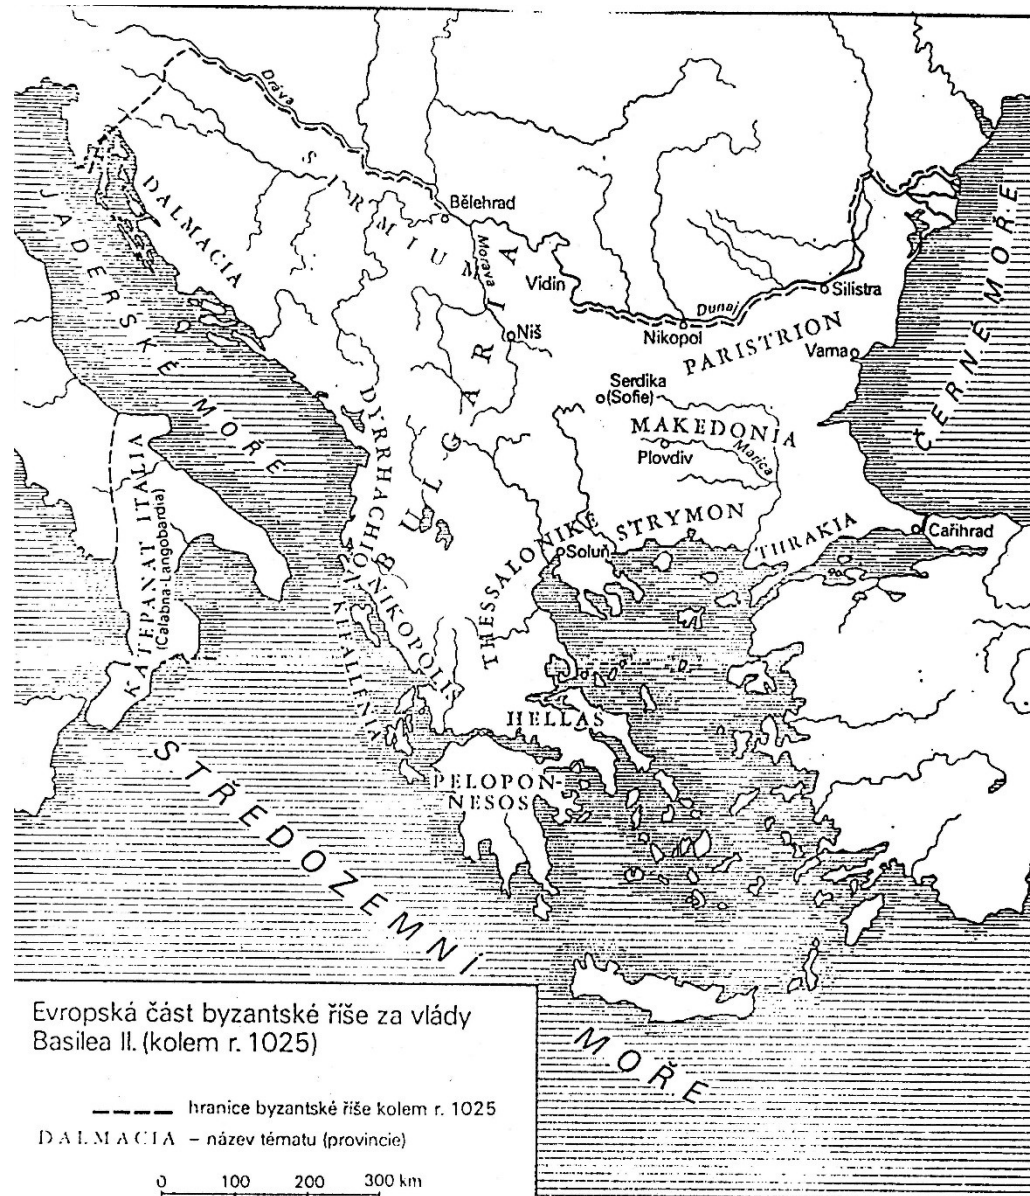 Dráva
SIRMIUM
DALMACIA
Bělehrad
Morava
JADERSKÉ MOŘE
Vidin
Silistra
Dunaj
Nikopol
Niš
PARISTRION
Varna
ČERNÉ MOŘE
Serdika
(Sofie)
BULGARIA
DYRRHACHION
MAKEDONIA
Plovdiv
Marica
KATEPANAT ITALIA
(Calabria-Langobardia)
THESSALONIKÉ
STRYMON
Soluň
THRAKIA
Cařihrad
NIKOPOLIS
KEFALLENIA
HELLAS
PELOPON-
NESOS
STŘEDOZEMNÍ
MOŘE
Evropská část byzantské říše za vlády
Basilea II. (kolem r. 1025)
hranice byzantské říše kolem r. 1025
DALMACIA – název tématu (provincie)
0 100 200 300 km